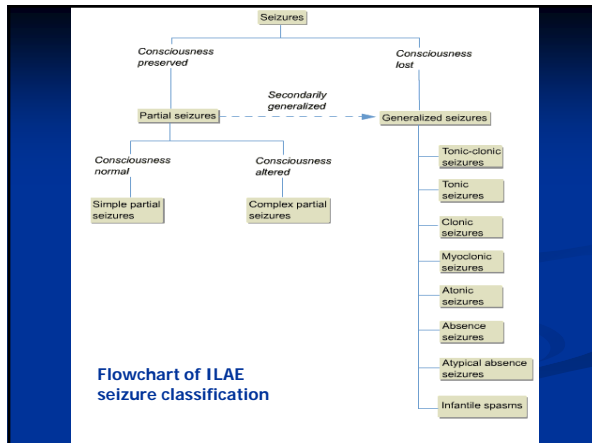 Seizures
Consciousness
preserved
Consciousness
lost
Secondarily
generalized
Partial seizures
Generalized seizures
Consciousness
normal
Consciousness
altered
Simple partial
seizures
Complex partial
seizures
Tonic-clonic
seizures
Tonic
seizures
Clonic
seizures
Myoclonic
seizures
Atonic
seizures
Absence
seizures
Atypical absence
seizures
Infantile spasms
Flowchart of ILAE
seizure classification